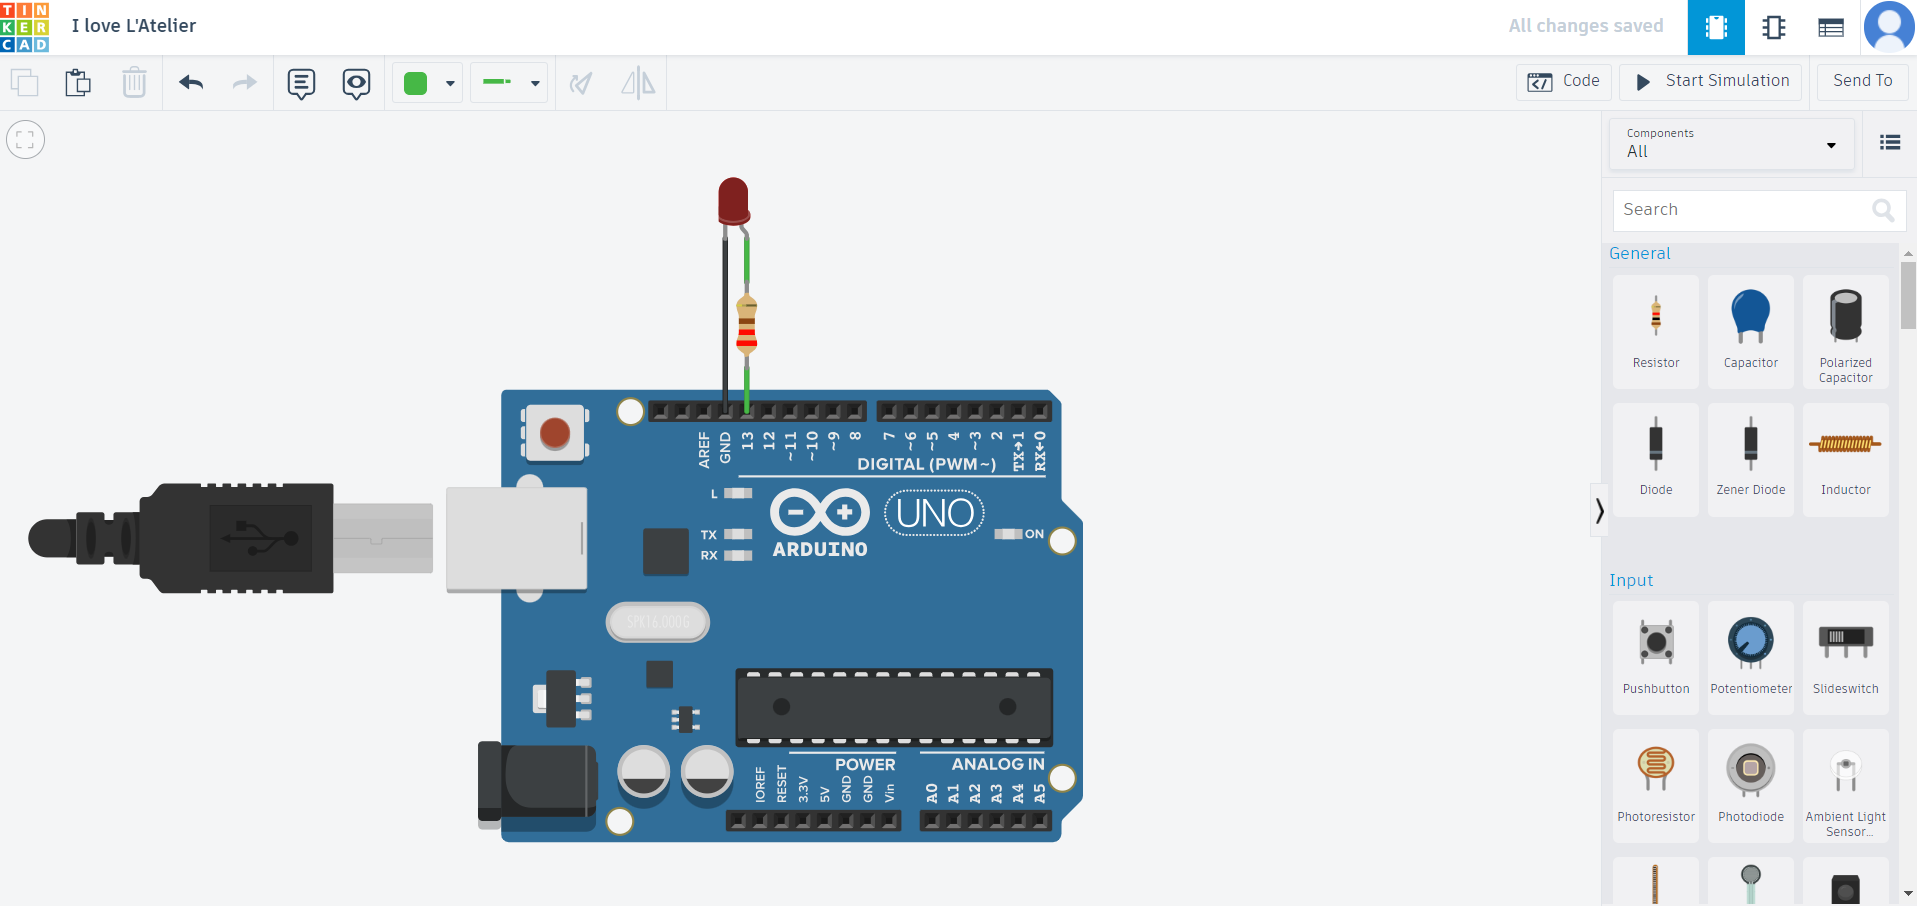 TIN
KER
CAD
I love L'Atelier
All changes saved
Code
Start Simulation
Send To
Components
All
Search
General
Resistor
Capacitor
Polarized
Capacitor
Diode
Zener Diode
Inductor
Input
Pushbutton
Potentiometer
Slideswitch
Photoresistor
Photodiode
Ambient Light
Sensor...
AREF
GND
13
12
~11
~10
~9
8
7
~6
~5
4
~3
2
TX→1
RX←0
DIGITAL (PWM~)
L
TX
RX
ARDUINO
UNO
ON
SPK16.000G
POWER
ANALOG IN
IOREF
RESET
3.3V
5V
GND
GND
Vin
A0
A1
A2
A3
A4
A5